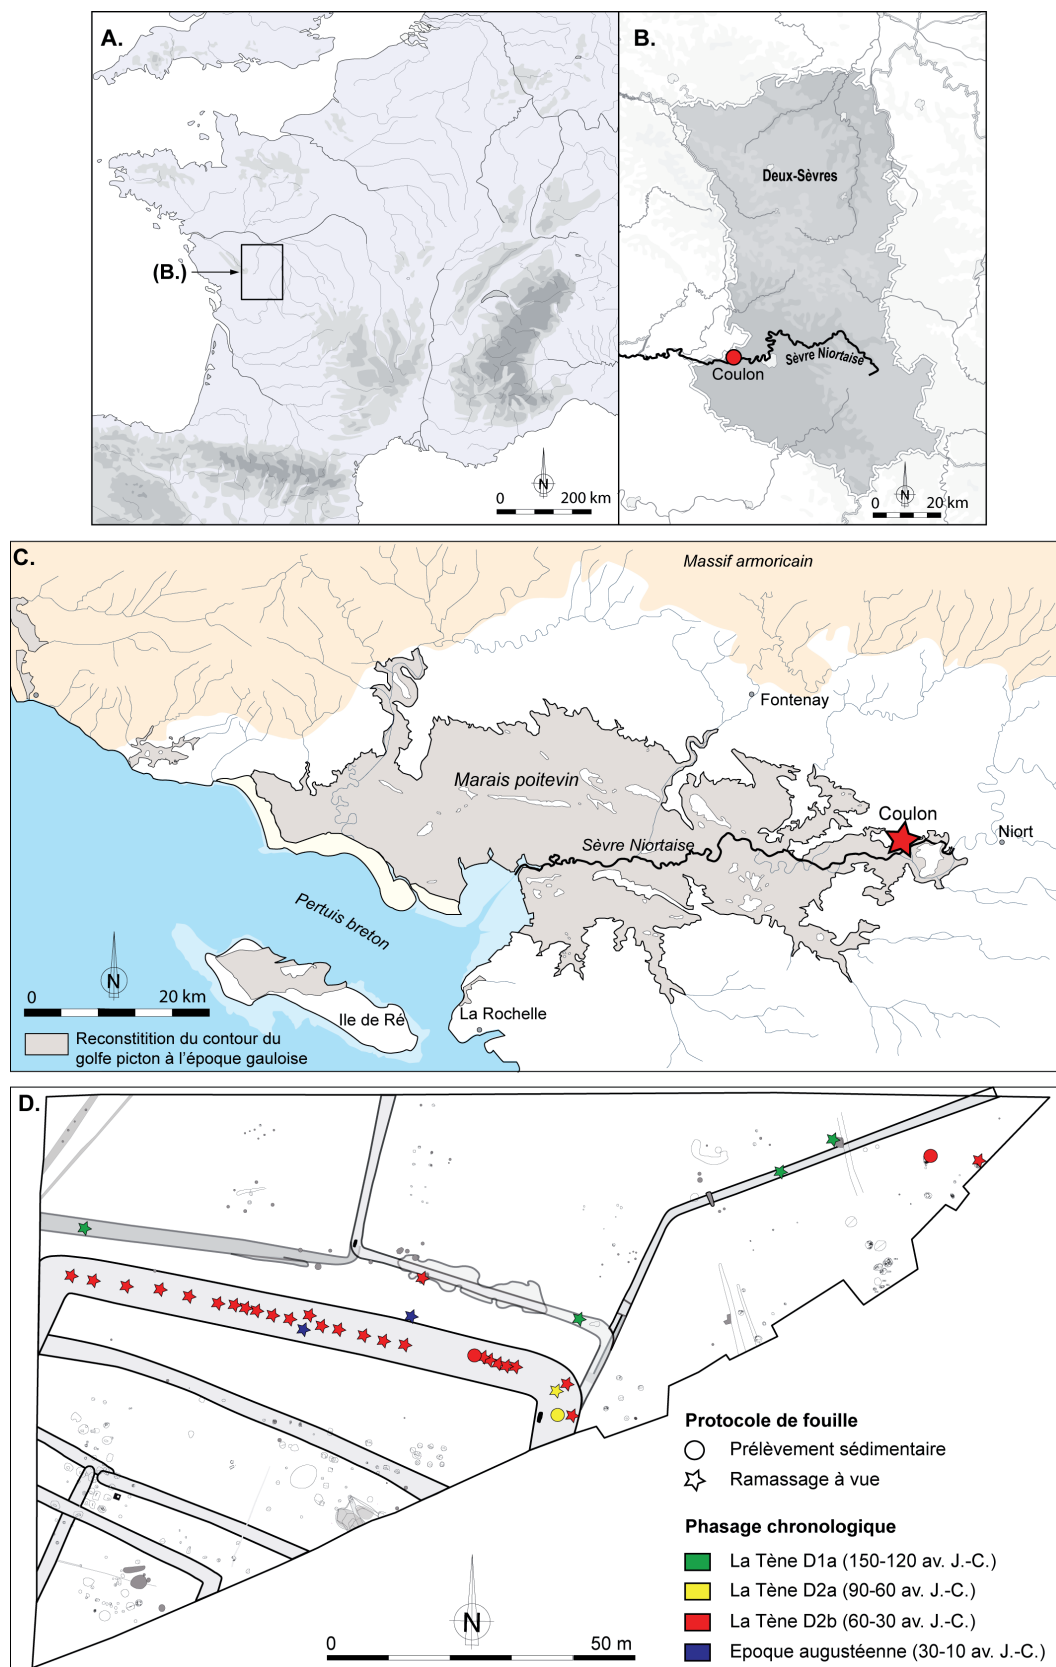 A.
(B.)
N
0 200 km
B.
Deux-Sèvres
Sèvre Niortaise
Coulon
N
0 20 km
C.
Massif armoricain
Fontenay
Marais poitevin
Coulon
Niort
Sèvre Niortaise
Pertuis breton
N
0 20 km
Ile de Ré
La Rochelle
Reconstitition du contour du
golfe picton à l'époque gauloise
D.
Protocole de fouille
Prélèvement sédimentaire
Ramassage à vue
Phasage chronologique
La Tène D1a (150-120 av. J.-C.)
La Tène D2a (90-60 av. J.-C.)
La Tène D2b (60-30 av. J.-C.)
Epoque augustéenne (30-10 av. J.-C.)
N
0 50 m